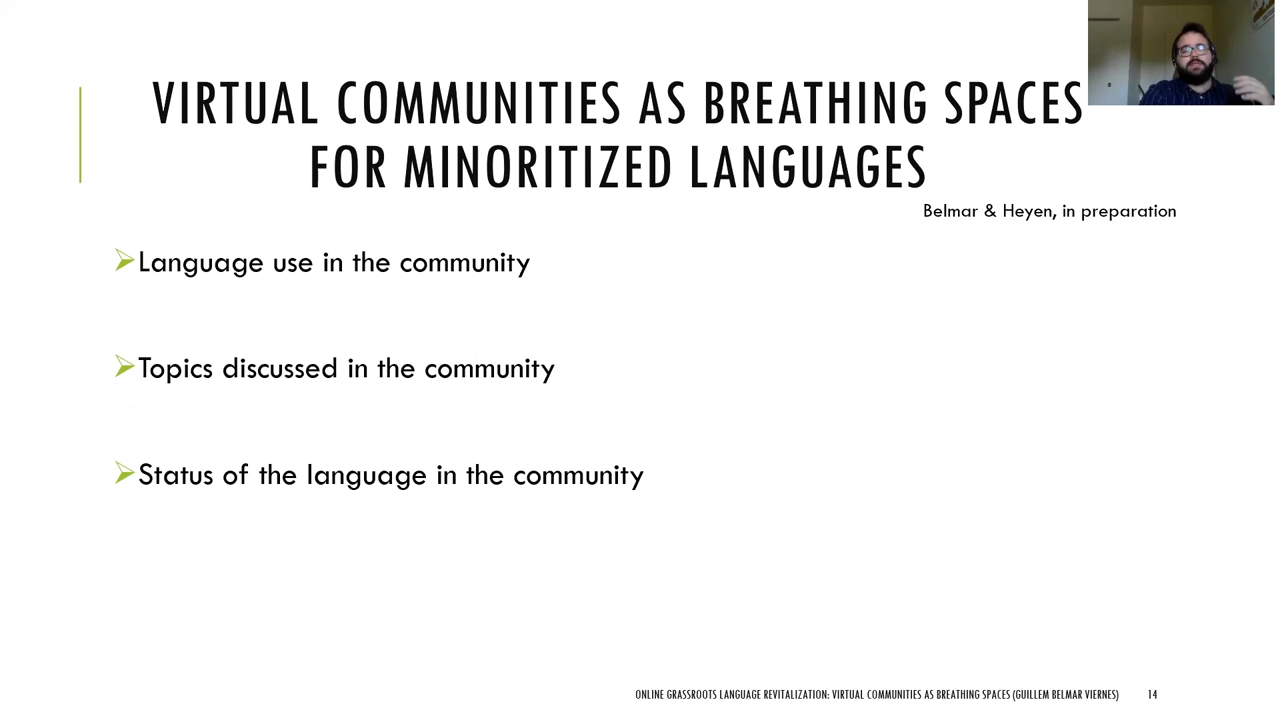 VIRTUAL COMMUNITIES AS BREATHING SPACES
FOR MINORITIZED LANGUAGES
Belmar & Heyen, in preparation
Language use in the community
Topics discussed in the community
Status of the language in the community
ONLINE GRASSROOTS LANGUAGE REVITALIZATION: VIRTUAL COMMUNITIES AS BREATHING SPACES (GUILLEM BELMAR VIERNES) 14